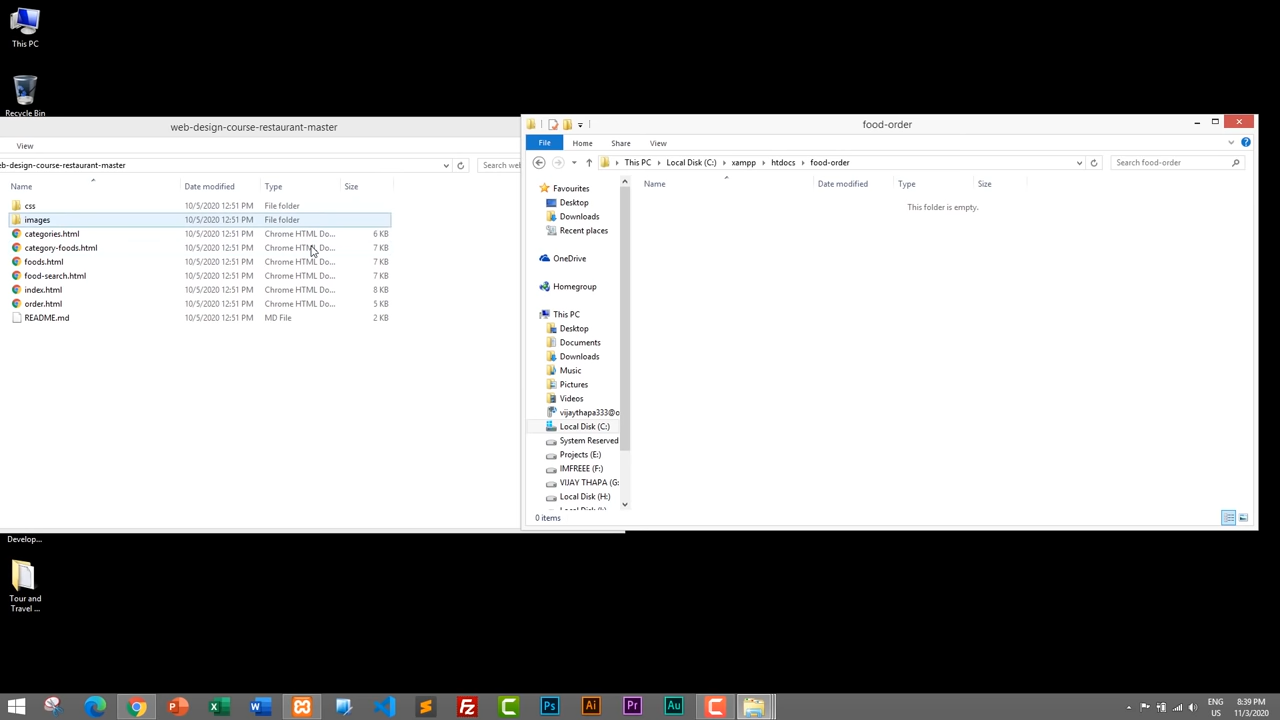 This PC
Recycle Bin
web-design-course-restaurant-master
View
b-design-course-restaurant-master
Search we
Name Date modified Type Size
css 10/5/2020 12:51 PM File folder
images 10/5/2020 12:51 PM File folder
categories.html 10/5/2020 12:51 PM Chrome HTML Do... 6 KB
category-foods.html 10/5/2020 12:51 PM Chrome HTML Do... 7 KB
foods.html 10/5/2020 12:51 PM Chrome HTML Do... 7 KB
food-search.html 10/5/2020 12:51 PM Chrome HTML Do... 7 KB
index.html 10/5/2020 12:51 PM Chrome HTML Do... 8 KB
order.html 10/5/2020 12:51 PM Chrome HTML Do... 5 KB
README.md 10/5/2020 12:51 PM MD File 2 KB
food-order
File Home Share View
This PC Local Disk (C:) xampp htdocs food-order
Search food-order
Favourites
Desktop
Downloads
Recent places
OneDrive
Homegroup
This PC
Desktop
Documents
Downloads
Music
Pictures
Videos
vijaythapa333@o
Local Disk (C:)
System Reserved
Projects (E:)
IMFREEE (F:)
VIJAY THAPA (G:
Local Disk (H:)
Name Date modified Type Size
This folder is empty.
0 items
Develop...
Tour and
Travel ...
ENG
US
8:39 PM
11/3/2020